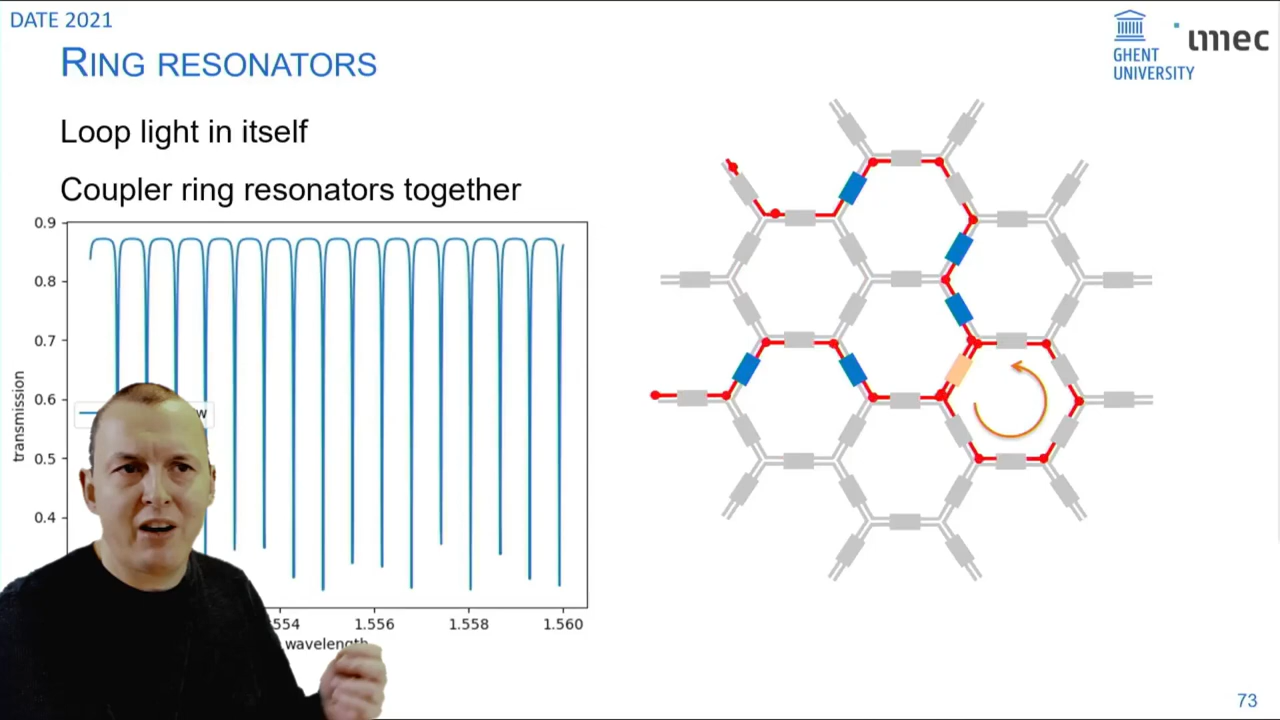 DATE 2021
RING RESONATORS
GHENT
UNIVERSITY
imec
Loop light in itself
Coupler ring resonators together
0.9
0.8
0.7
0.6
0.5
0.4
transmission
w
554
1.556
1.558
1.560
wavelength
73